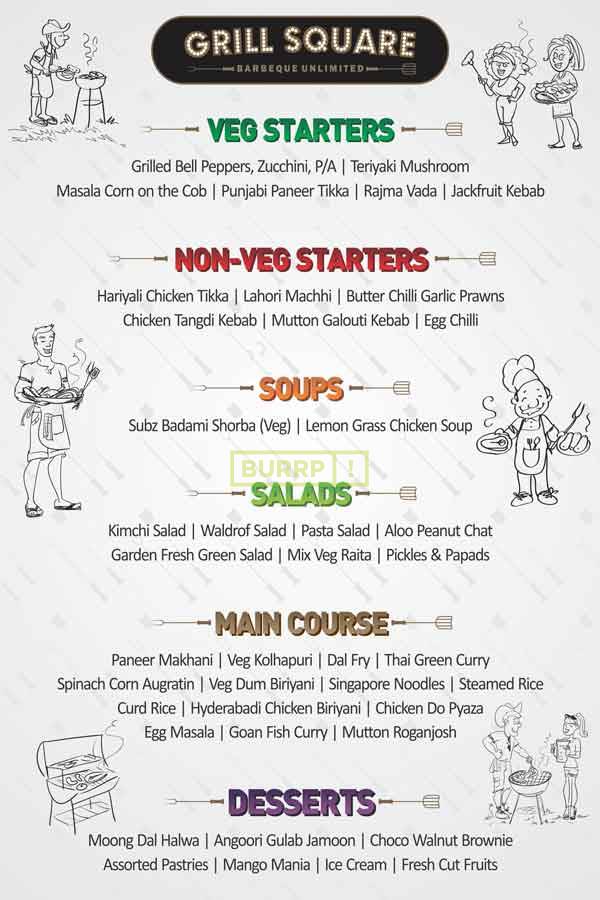 GRILL SQUARE
BARBEQUE UNLIMITED
VEG STARTERS
Grilled Bell Peppers, Zucchini, P/A | Teriyaki Mushroom
Masala Corn on the Cob | Punjabi Paneer Tikka | Rajma Vada | Jackfruit Kebab
NON-VEG STARTERS
Hariyali Chicken Tikka | Lahori Machhi | Butter Chilli Garlic Prawns
Chicken Tangdi Kebab | Mutton Galouti Kebab | Egg Chilli
SOUPS
Subz Badami Shorba (Veg) | Lemon Grass Chicken Soup
BURRP!
SALADS
Kimchi Salad | Waldrof Salad | Pasta Salad | Aloo Peanut Chat
Garden Fresh Green Salad | Mix Veg Raita | Pickles & Papads
MAIN COURSE
Paneer Makhani | Veg Kolhapuri | Dal Fry | Thai Green Curry
Spinach Corn Augratin | Veg Dum Biriyani | Singapore Noodles | Steamed Rice
Curd Rice | Hyderabadi Chicken Biriyani | Chicken Do Pyaza
Egg Masala | Goan Fish Curry | Mutton Roganjosh
DESSERTS
Moong Dal Halwa | Angoori Gulab Jamoon | Choco Walnut Brownie
Assorted Pastries | Mango Mania | Ice Cream | Fresh Cut Fruits